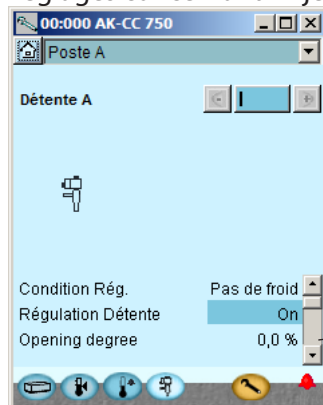 00:000 AK-CC 750
Poste A
Détente A
Condition Rég. Pas de froid
Régulation Détente On
Opening degree 0,0 %